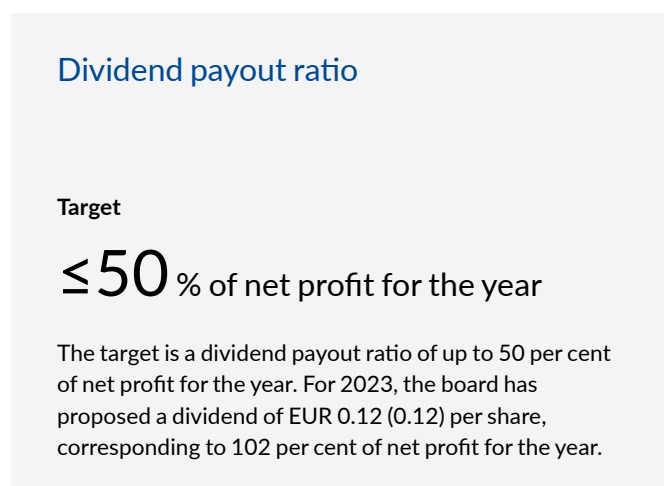 Dividend payout ratio
Target
≤50 % of net profit for the year
The target is a dividend payout ratio of up to 50 per cent
of net profit for the year. For 2023, the board has
proposed a dividend of EUR 0.12 (0.12) per share,
corresponding to 102 per cent of net profit for the year.